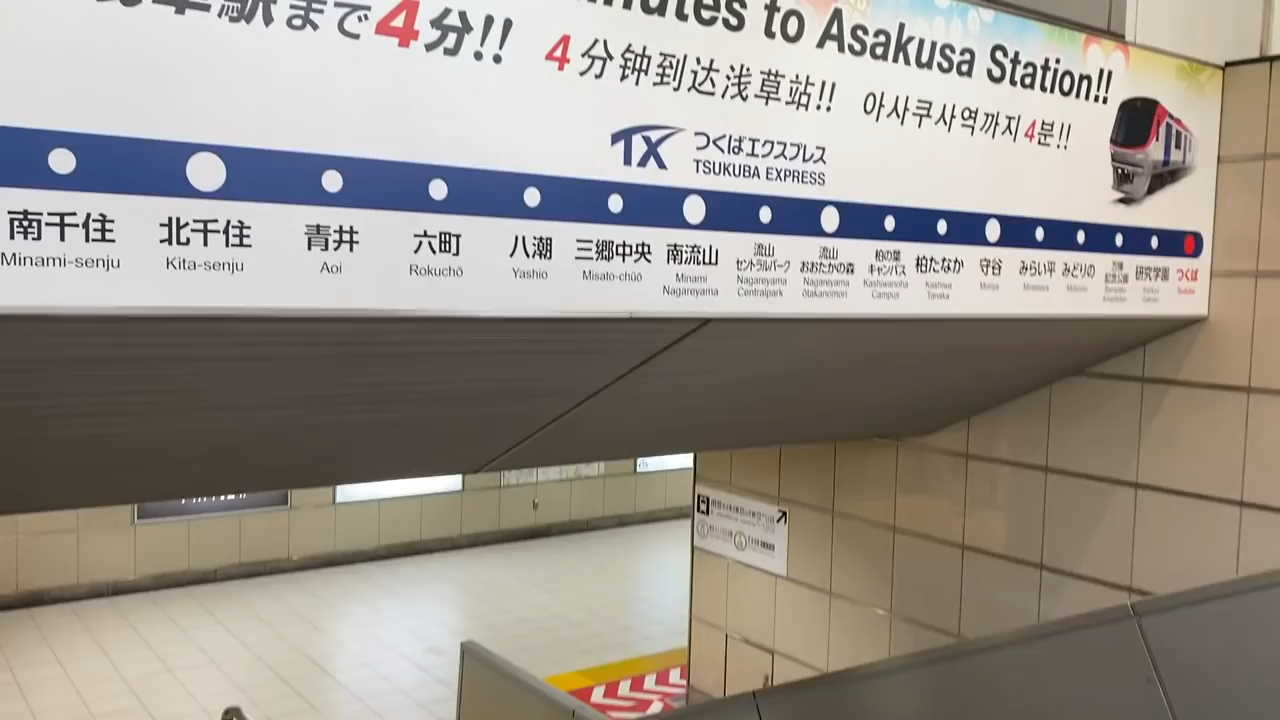 草駅まで4分!!
minutes to Asakusa Station!!
4分钟到达浅草站!!
아사쿠사역까지 4분!!
TX つくばエクスプレス
TSUKUBA EXPRESS
南千住
Minami-senju
北千住
Kita-senju
青井
Aoi
六町
Rokuchō
八潮
Yashio
三郷中央
Misato-chūō
南流山
Minami
Nagareyama
流山
セントラルパーク
Nagareyama
Centralpark
流山
おおたかの森
Nagareyama
ōtakanomori
柏の葉
キャンパス
Kashiwanoha
Campus
柏たなか
Kashiwa
Tanaka
守谷
Moriya
みらい平
みどりの
万博
記念公園
研究学園
つくば
Tsukuba